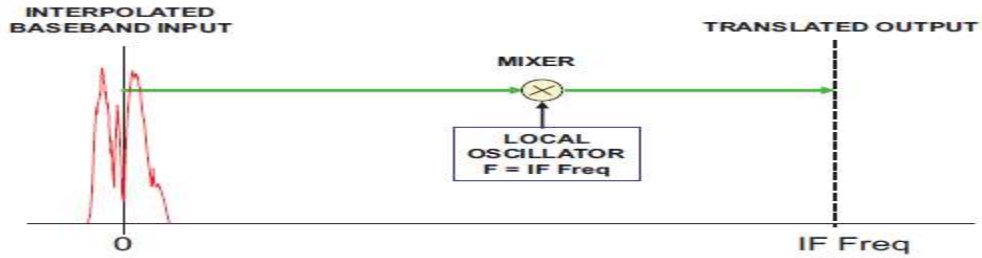 INTERPOLATED
BASEBAND INPUT
TRANSLATED OUTPUT
MIXER
LOCAL
OSCILLATOR
F = IF Freq
0
IF Freq